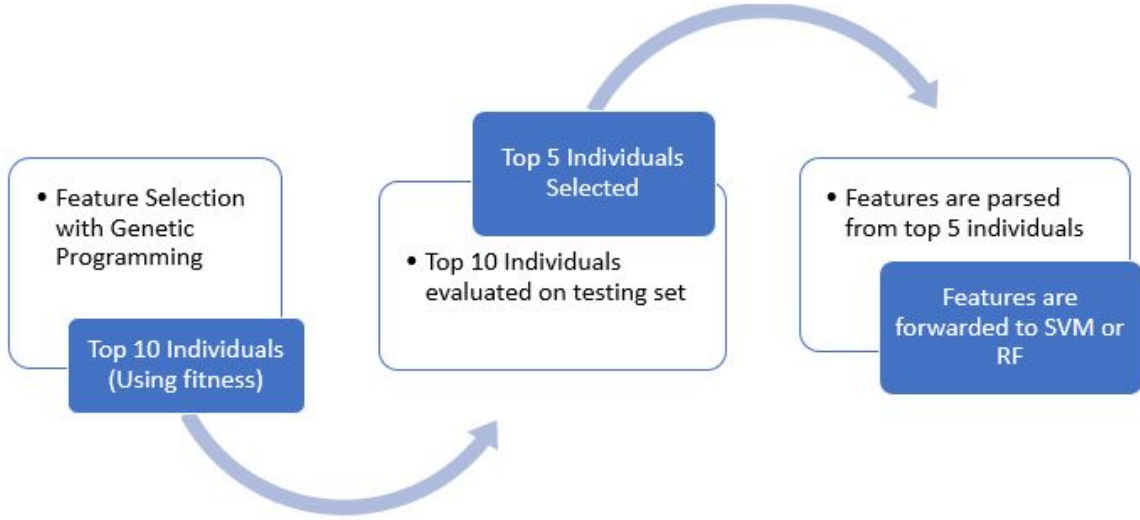 • Feature Selection
with Genetic
Programming
Top 10 Individuals
(Using fitness)
Top 5 Individuals
Selected
• Top 10 Individuals
evaluated on testing set
• Features are parsed
from top 5 individuals
Features are
forwarded to SVM or
RF